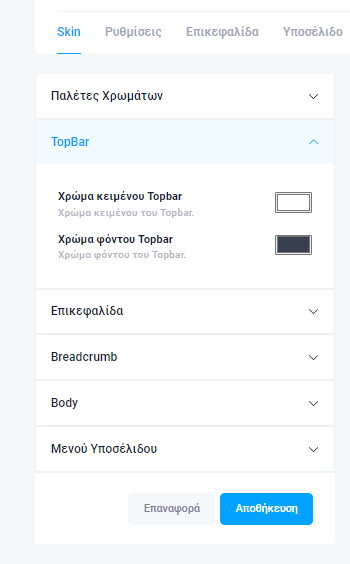 Skin Ρυθμίσεις Επικεφαλίδα Υποσέλιδο
Παλέτες Χρωμάτων
TopBar
Χρώμα κειμένου Topbar
Χρώμα κειμένου του Topbar.
Χρώμα φόντου Topbar
Χρώμα φόντου του Topbar.
Επικεφαλίδα
Breadcrumb
Body
Μενού Υποσέλιδου
Επαναφορά Αποθήκευση